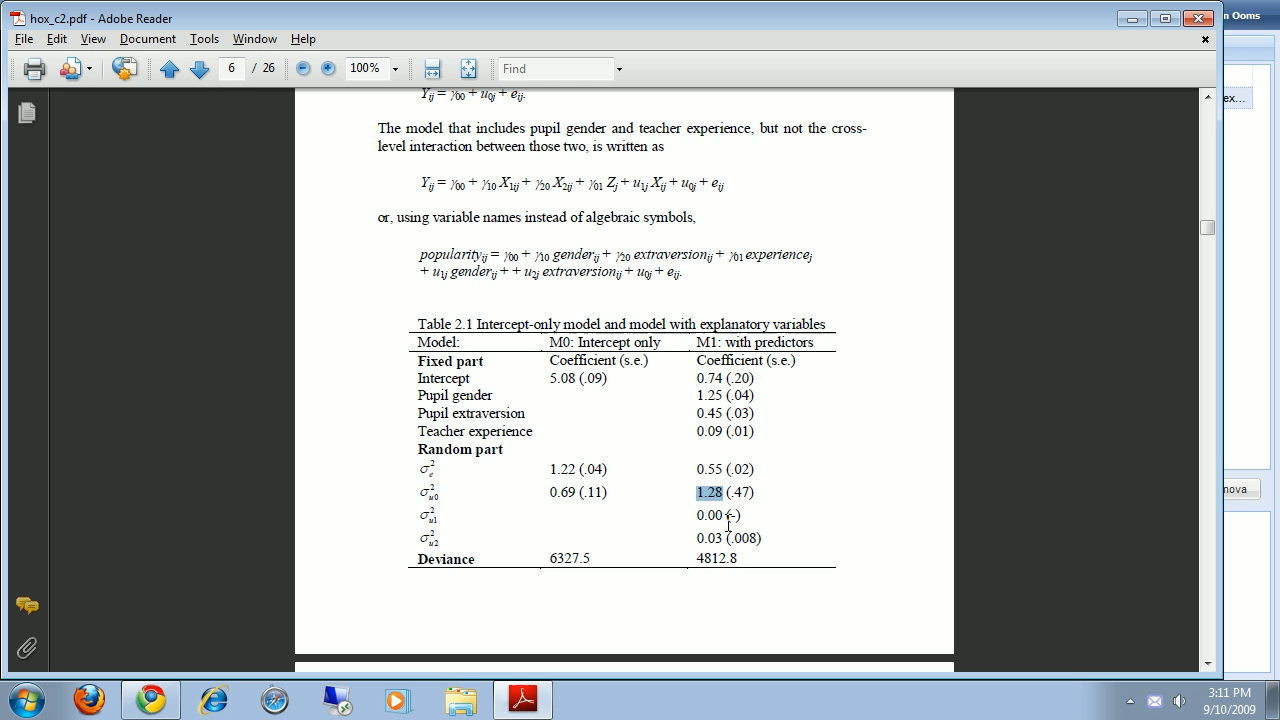 hox_c2.pdf - Adobe Reader
n Ooms
File Edit View Document Tools Window Help
6 / 26 100% Find
ex...
Yij = γ00 + u0j + eij.
The model that includes pupil gender and teacher experience, but not the cross-
level interaction between those two, is written as
Yij = γ00 + γ10 X1ij + γ20 X2ij + γ01 Zj + u1j Xij + u0j + eij
or, using variable names instead of algebraic symbols,
popularityij = γ00 + γ10 genderij + γ20 extraversionij + γ01 experiencej
+ u1j genderij + + u2j extraversionij + u0j + eij.
Table 2.1 Intercept-only model and model with explanatory variables
Model: M0: Intercept only M1: with predictors
Fixed part Coefficient (s.e.) Coefficient (s.e.)
Intercept 5.08 (.09) 0.74 (.20)
Pupil gender 1.25 (.04)
Pupil extraversion 0.45 (.03)
Teacher experience 0.09 (.01)
Random part
σ²e 1.22 (.04) 0.55 (.02)
σ²u0 0.69 (.11) 1.28 (.47)
nova
σ²u1 0.00 (-)
σ²u2 0.03 (.008)
Deviance 6327.5 4812.8
3:11 PM
9/10/2009